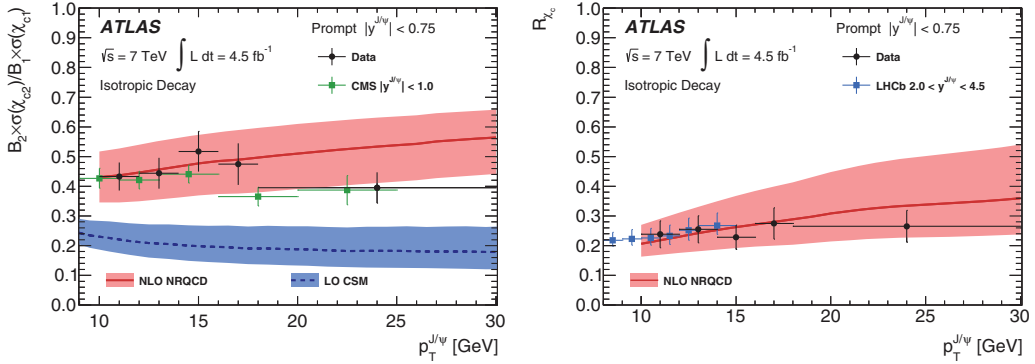 B₂×σ(χc2)/B₁×σ(χc1)
1.0
0.9
0.8
0.7
0.6
0.5
0.4
0.3
0.2
0.1
0.0
ATLAS
Prompt |y^J/ψ| < 0.75
√s = 7 TeV ∫ L dt = 4.5 fb⁻¹
Data
Isotropic Decay
CMS |y^J/ψ| < 1.0
NLO NRQCD
LO CSM
10 15 20 25 30
p_T^J/ψ [GeV]
R_χc
1.0
0.9
0.8
0.7
0.6
0.5
0.4
0.3
0.2
0.1
0.0
ATLAS
Prompt |y^J/ψ| < 0.75
√s = 7 TeV ∫ L dt = 4.5 fb⁻¹
Data
Isotropic Decay
LHCb 2.0 < y^J/ψ < 4.5
NLO NRQCD
10 15 20 25 30
p_T^J/ψ [GeV]